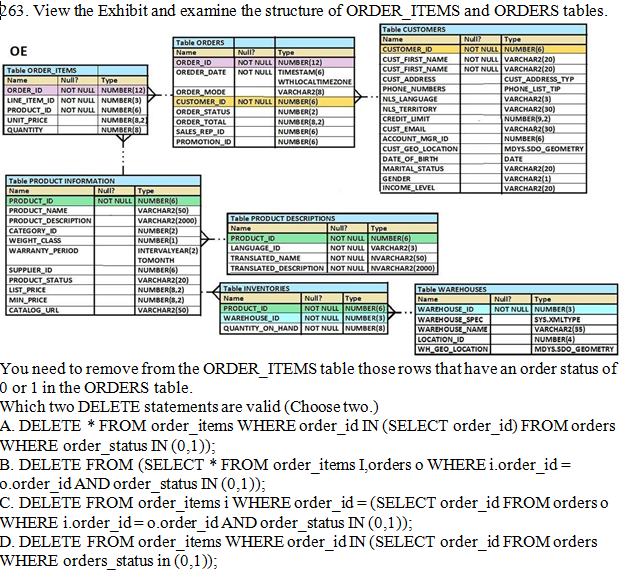 263. View the Exhibit and examine the structure of ORDER_ITEMS and ORDERS tables.
OE
Table ORDER_ITEMS
Name Null? Type
ORDER_ID NOT NULL NUMBER(12)
LINE_ITEM_ID NOT NULL NUMBER(3)
PRODUCT_ID NOT NULL NUMBER(6)
UNIT_PRICE NUMBER(8,2)
QUANTITY NUMBER(8)
Table ORDERS
Name Null? Type
ORDER_ID NOT NULL NUMBER(12)
OREDER_DATE NOT NULL TIMESTAM(6)
WTHLOCALTIMEZONE
ORDER_MODE VARCHAR2(8)
CUSTOMER_ID NOT NULL NUMBER(6)
ORDER_STATUS NUMBER(2)
ORDER_TOTAL NUMBER(8,2)
SALES_REP_ID NUMBER(6)
PROMOTION_ID NUMBER(6)
Table CUSTOMERS
Name Null? Type
CUSTOMER_ID NOT NULL NUMBER(6)
CUST_FIRST_NAME NOT NULL VARCHAR2(20)
CUST_LAST_NAME NOT NULL VARCHAR2(20)
CUST_ADDRESS CUST_ADDRESS_TYP
PHONE_NUMBERS PHONE_LIST_TIP
NLS_LANGUAGE VARCHAR2(3)
NLS_TERRITORY VARCHAR2(30)
CREDIT_LIMIT NUMBER(9,2)
CUST_EMAIL VARCHAR2(30)
ACCOUNT_MGR_ID NUMBER(6)
CUST_GEO_LOCATION MDYS.SDO_GEOMETRY
DATE_OF_BIRTH DATE
MARITAL_STATUS VARCHAR2(20)
GENDER VARCHAR2(1)
INCOME_LEVEL VARCHAR2(20)
Table PRODUCT INFORMATION
Name Null? Type
PRODUCT_ID NOT NULL NUMBER(6)
PRODUCT_NAME VARCHAR2(50)
PRODUCT_DESCRIPTION VARCHAR2(2000)
CATEGORY_ID NUMBER(2)
WEIGHT_CLASS NUMBER(1)
WARRANTY_PERIOD INTERVALYEAR(2)
TOMONTH
SUPPLIER_ID NUMBER(6)
PRODUCT_STATUS VARCHAR2(20)
LIST_PRICE NUMBER(8,2)
MIN_PRICE NUMBER(8,2)
CATALOG_URL VARCHAR2(50)
Table PRODUCT DESCRIPTIONS
Name Null? Type
PRODUCT_ID NOT NULL NUMBER(6)
LANGUAGE_ID NOT NULL VARCHAR2(3)
TRANSLATED_NAME NOT NULL NVARCHAR2(50)
TRANSLATED_DESCRIPTION NOT NULL NVARCHAR2(2000)
Table INVENTORIES
Name Null? Type
PRODUCT_ID NOT NULL NUMBER(6)
WAREHOUSE_ID NOT NULL NUMBER(3)
QUANTITY_ON_HAND NOT NULL NUMBER(8)
Table WAREHOUSES
Name Null? Type
WAREHOUSE_ID NOT NULL NUMBER(3)
WAREHOUSE_SPEC SYS.XMLTYPE
WAREHOUSE_NAME VARCHAR2(35)
LOCATION_ID NUMBER(4)
WH_GEO_LOCATION MDYS.SDO_GEOMETRY
You need to remove from the ORDER_ITEMS table those rows that have an order status of
0 or 1 in the ORDERS table.
Which two DELETE statements are valid (Choose two.)
A. DELETE * FROM order_items WHERE order_id IN (SELECT order_id) FROM orders
WHERE order_status IN (0,1));
B. DELETE FROM (SELECT * FROM order_items I,orders o WHERE i.order_id =
o.order_id AND order_status IN (0,1));
C. DELETE FROM order_items i WHERE order_id = (SELECT order_id FROM orders o
WHERE i.order_id = o.order_id AND order_status IN (0,1));
D. DELETE FROM order_items WHERE order_id IN (SELECT order_id FROM orders
WHERE orders_status in (0,1));